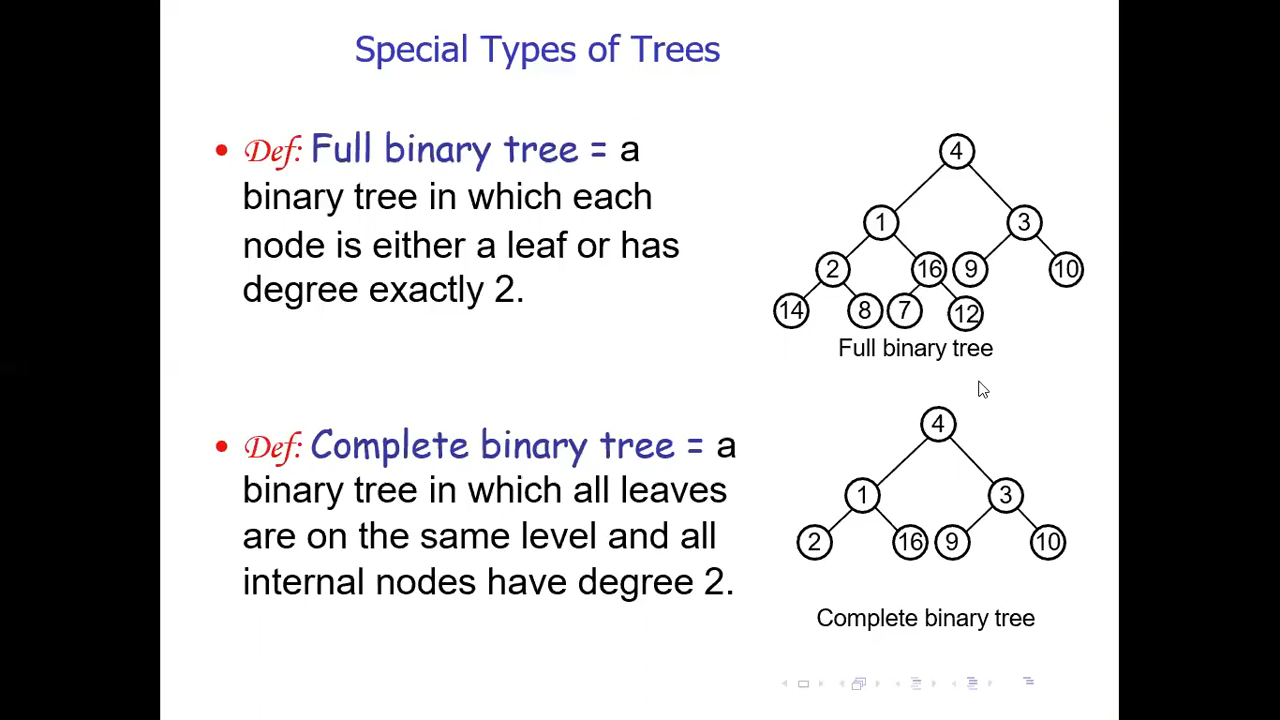 Special Types of Trees
• Def: Full binary tree = a
binary tree in which each
node is either a leaf or has
degree exactly 2.
4
1 3
2 16 9 10
14 8 7 12
Full binary tree
• Def: Complete binary tree = a
binary tree in which all leaves
are on the same level and all
internal nodes have degree 2.
4
1 3
2 16 9 10
Complete binary tree